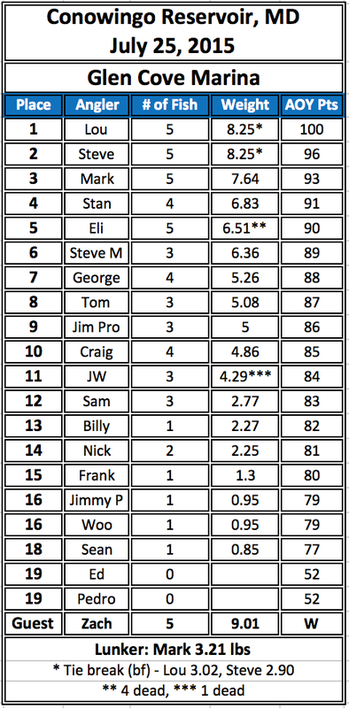 Conowingo Reservoir, MD
July 25, 2015
Glen Cove Marina
Place Angler # of Fish Weight AOY Pts
1 Lou 5 8.25* 100
2 Steve 5 8.25* 96
3 Mark 5 7.64 93
4 Stan 4 6.83 91
5 Eli 5 6.51** 90
6 Steve M 3 6.36 89
7 George 4 5.26 88
8 Tom 3 5.08 87
9 Jim Pro 3 5 86
10 Craig 4 4.86 85
11 JW 3 4.29*** 84
12 Sam 3 2.77 83
13 Billy 1 2.27 82
14 Nick 2 2.25 81
15 Frank 1 1.3 80
16 Jimmy P 1 0.95 79
16 Woo 1 0.95 79
18 Sean 1 0.85 77
19 Ed 0 52
19 Pedro 0 52
Guest Zach 5 9.01 W
Lunker: Mark 3.21 lbs
* Tie break (bf) - Lou 3.02, Steve 2.90
** 4 dead, *** 1 dead